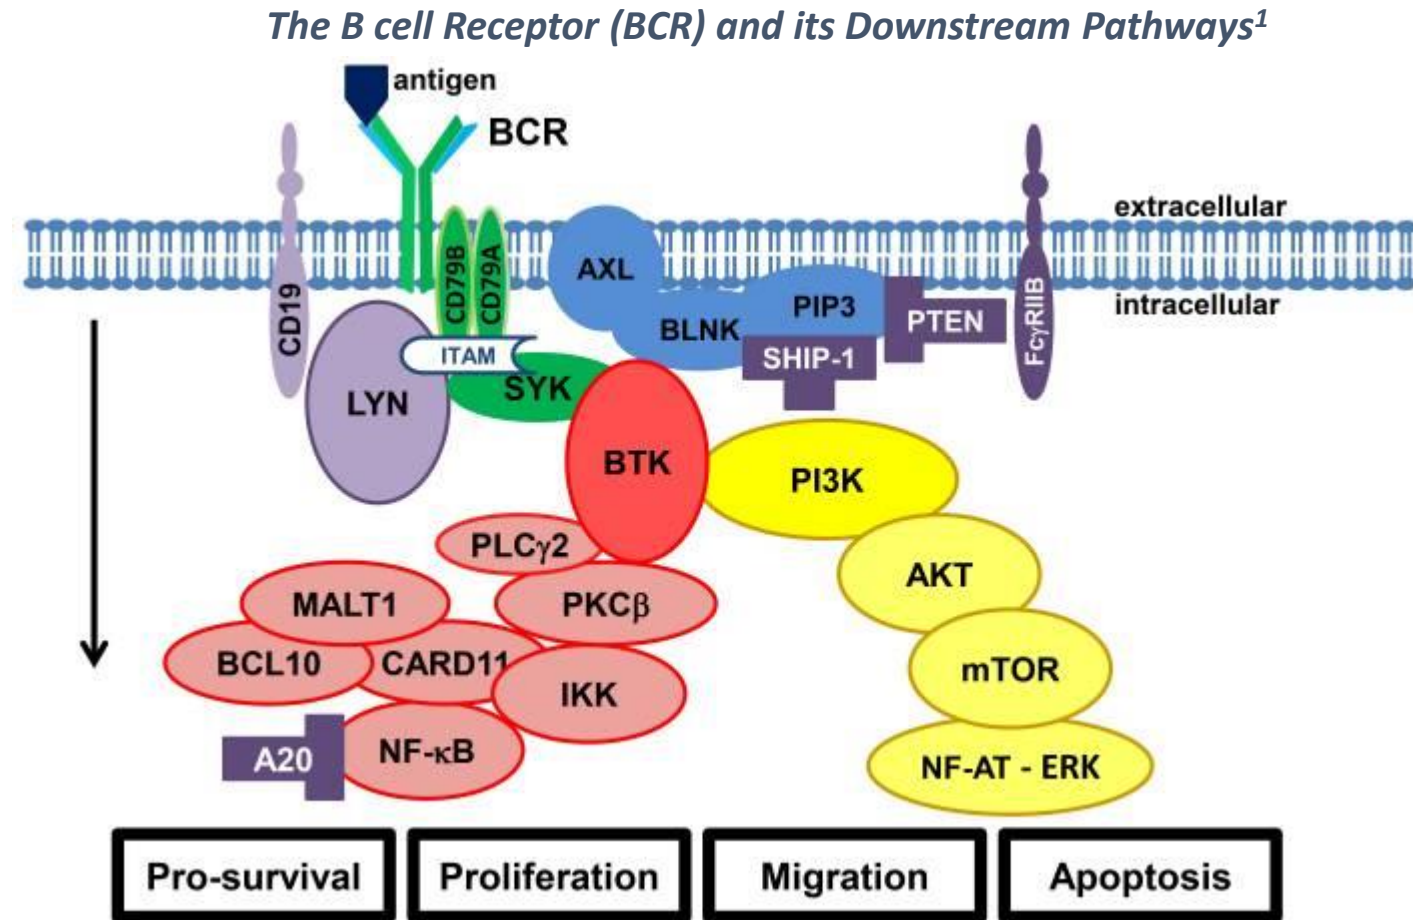 The B cell Receptor (BCR) and its Downstream Pathways¹
antigen
BCR
extracellular
intracellular
CD19
CD79B
CD79A
AXL
BLNK
PIP3
PTEN
FcγRIIB
SHIP-1
ITAM
LYN
SYK
BTK
PI3K
PLCγ2
AKT
MALT1
PKCβ
BCL10
CARD11
IKK
mTOR
A20
NF-κB
NF-AT - ERK
Pro-survival
Proliferation
Migration
Apoptosis